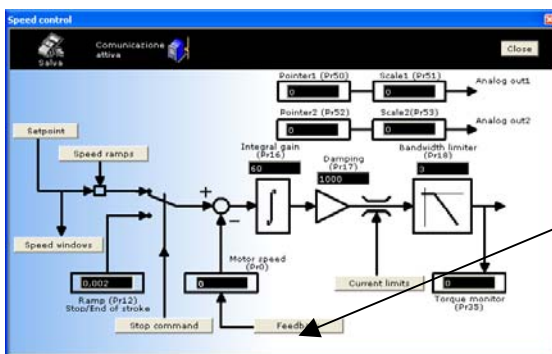 Speed control
Salva
Comunicazione
attiva
Close
Pointer1 (Pr50)
0
Scale1 (Pr51)
0
Analog out1
Pointer2 (Pr52)
0
Scale2(Pr53)
0
Analog out2
Setpoint
Speed ramps
Integral gain
(Pr16)
60
Damping
(Pr17)
1000
Bandwidth limiter
(Pr18)
3
+
∫
−
Speed windows
Motor speed
(Pr0)
0
0,002
Ramp (Pr12)
Stop/End of stroke
Current limits
0
Torque monitor
(Pr35)
Stop command